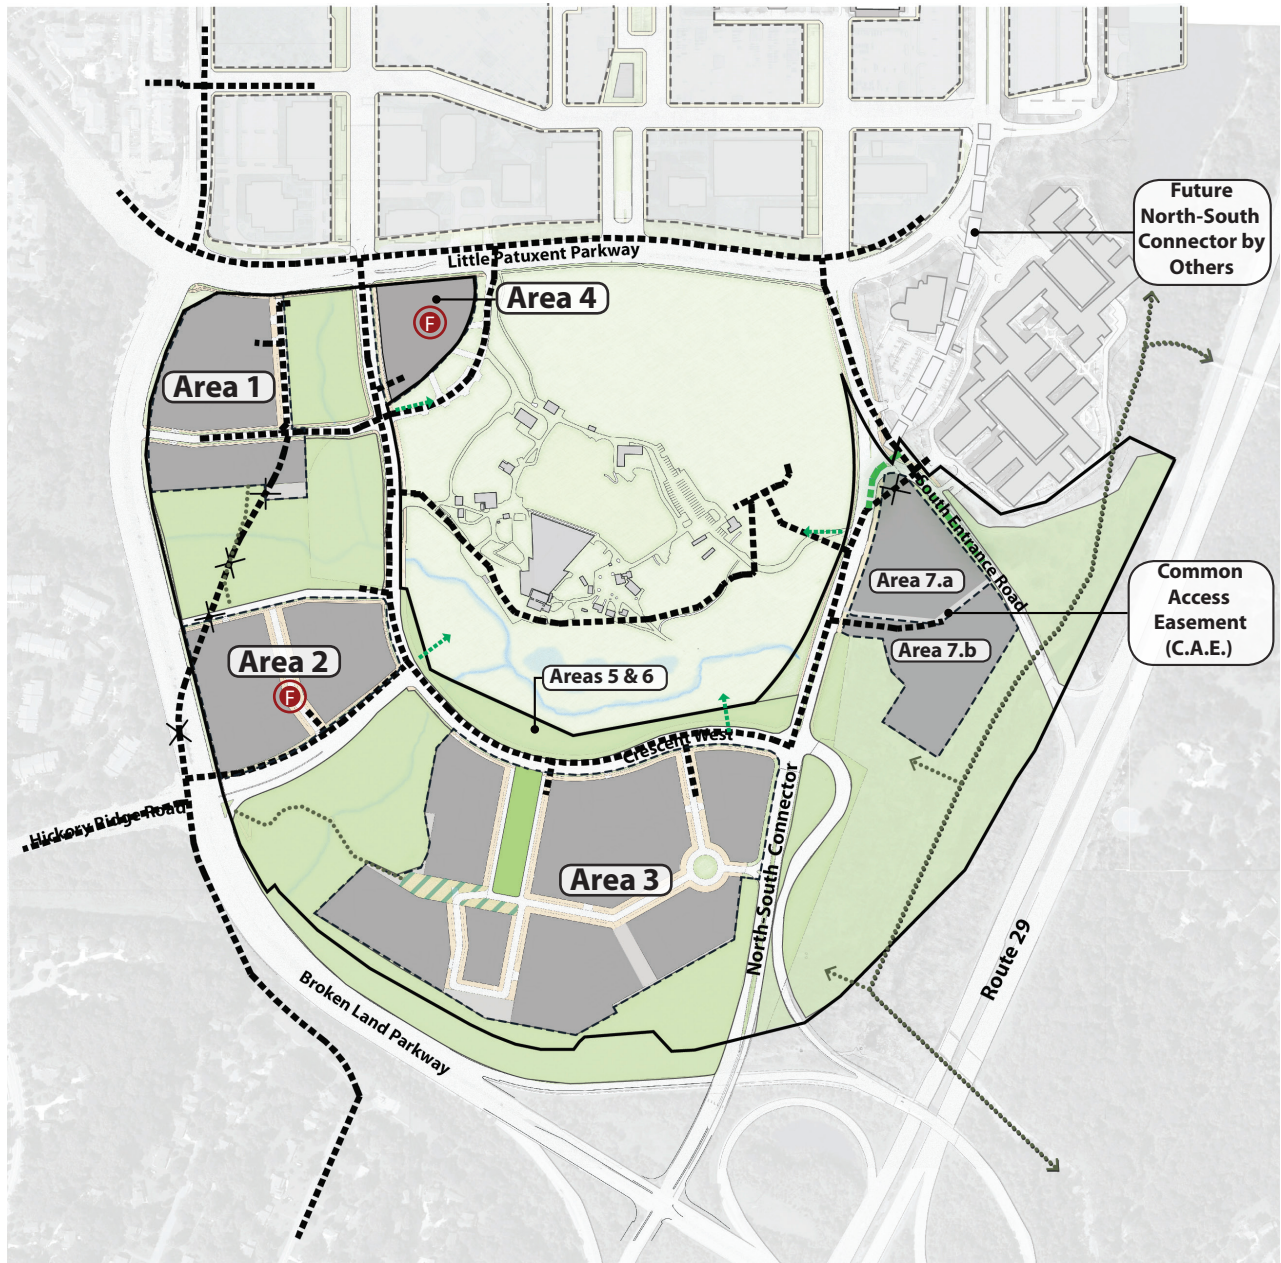 Future
North-South
Connector by
Others
Little Patuxent Parkway
Area 4
F
Area 1
South Entrance Road
Area 7.a
Common
Access
Easement
(C.A.E.)
Area 7.b
Area 2
F
Areas 5 & 6
Crescent West
Hickory Ridge Road
Area 3
North-South Connector
Route 29
Broken Land Parkway